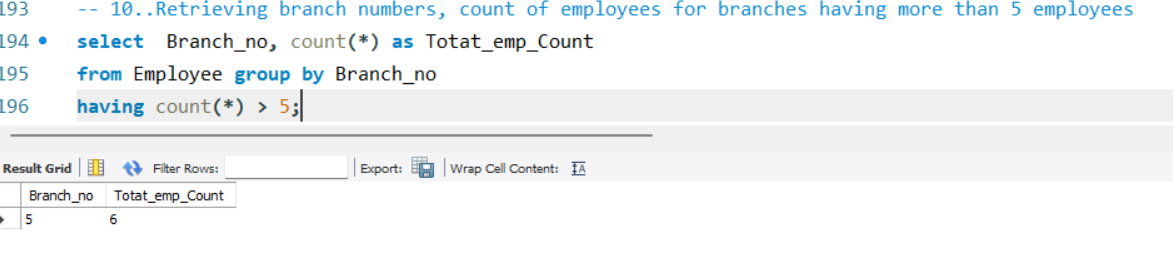 193 -- 10..Retrieving branch numbers, count of employees for branches having more than 5 employees
194 select Branch_no, count(*) as Totat_emp_Count
195 from Employee group by Branch_no
196 having count(*) > 5;
Result Grid Filter Rows: Export: Wrap Cell Content: IA
Branch_no Totat_emp_Count
5 6